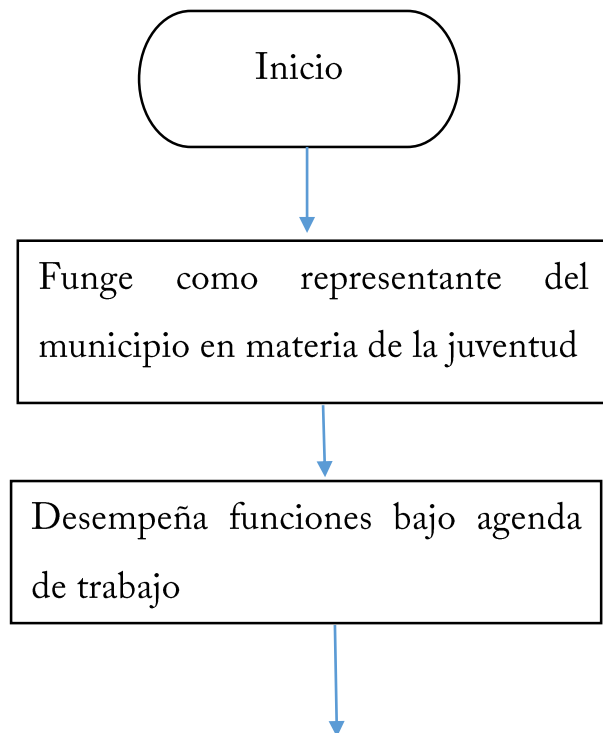 Inicio
Funge como representante del
municipio en materia de la juventud
Desempeña funciones bajo agenda
de trabajo